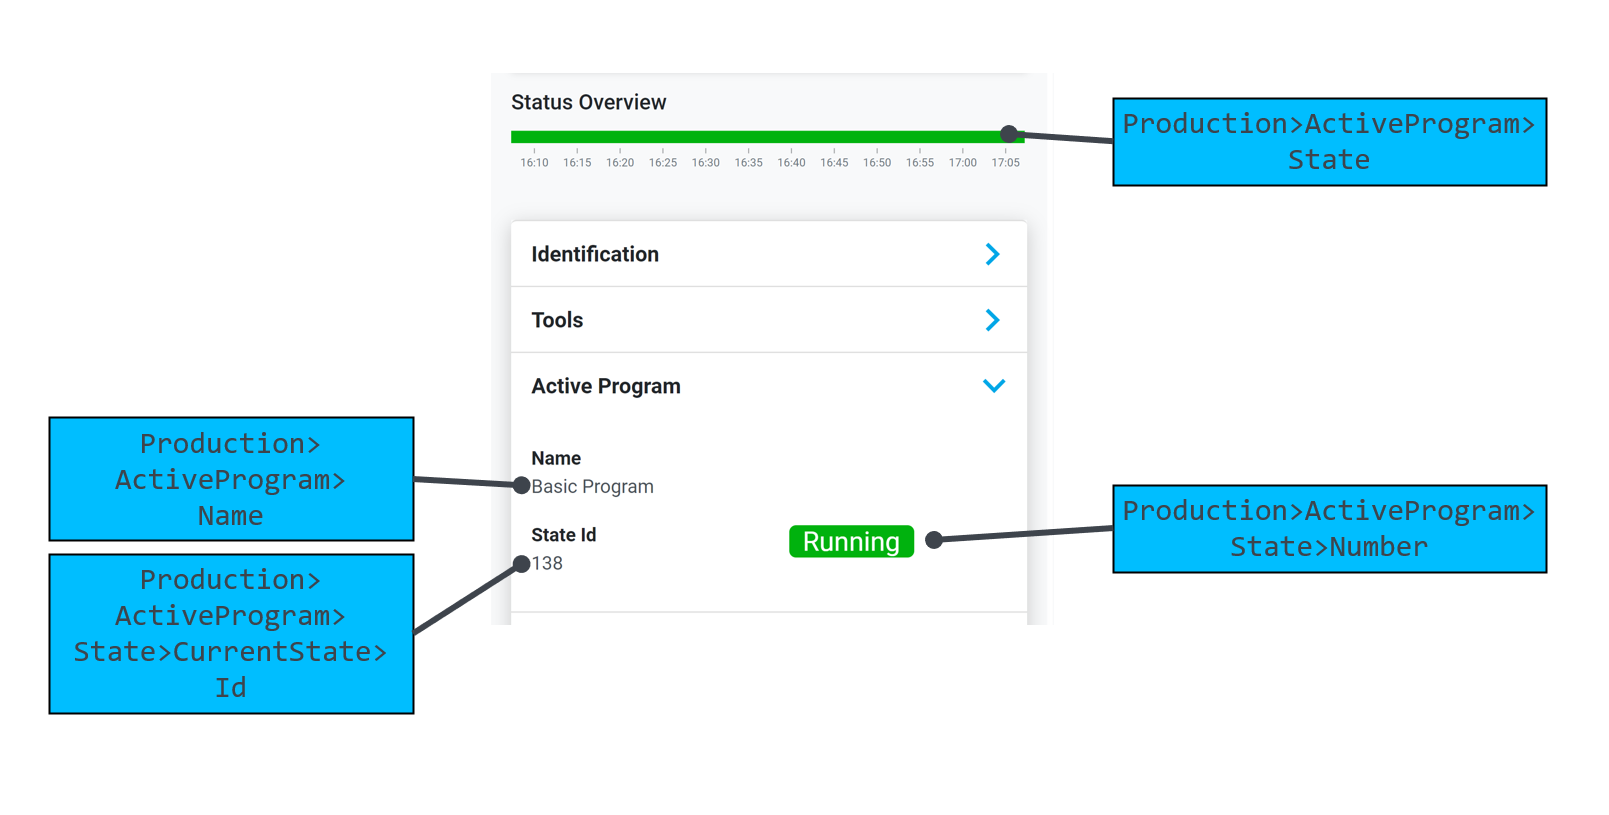 Status Overview
16:10 16:15 16:20 16:25 16:30 16:35 16:40 16:45 16:50 16:55 17:00 17:05
Production>ActiveProgram>
State
Identification
Tools
Active Program
Production>
ActiveProgram>
Name
Name
Basic Program
State Id
138
Running
Production>ActiveProgram>
State>Number
Production>
ActiveProgram>
State>CurrentState>
Id